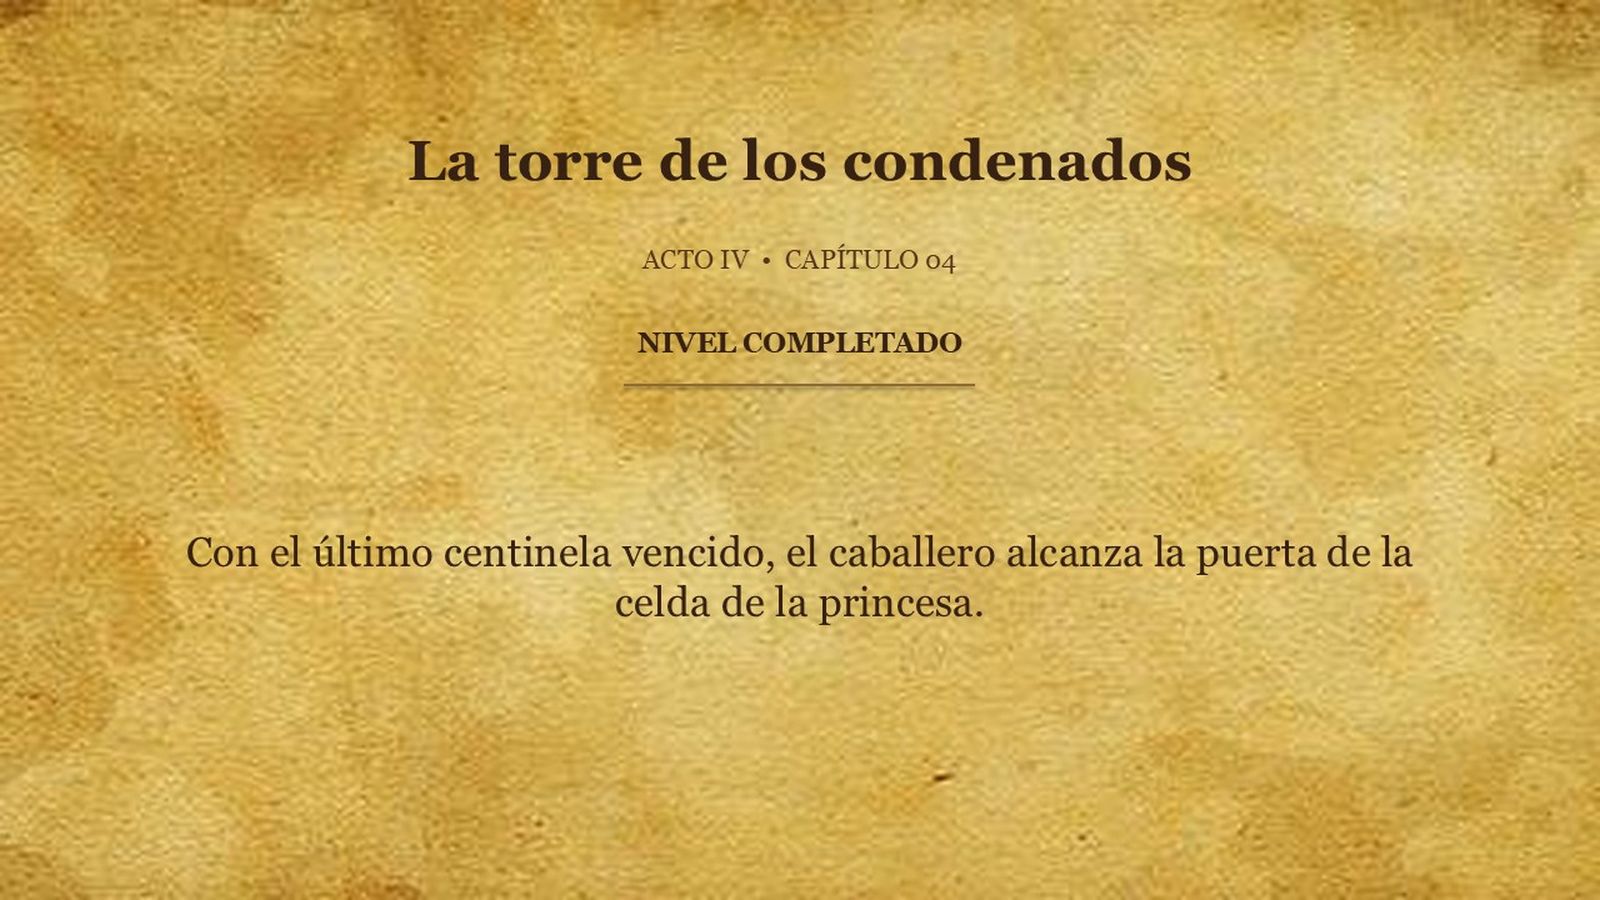 La torre de los condenados
ACTO IV • CAPÍTULO 04
NIVEL COMPLETADO
Con el último centinela vencido, el caballero alcanza la puerta de la
celda de la princesa.